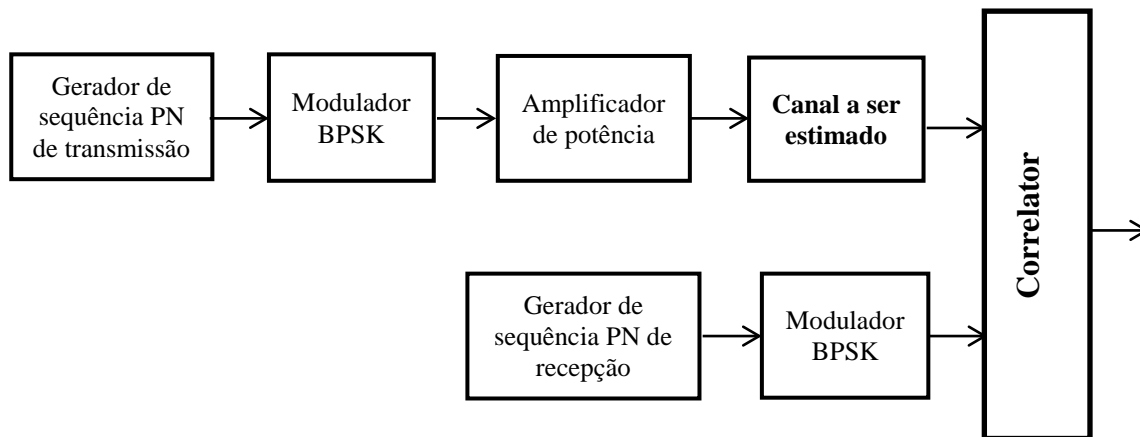 Gerador de
sequência PN
de transmissão
Modulador
BPSK
Amplificador
de potência
Canal a ser
estimado
Correlator
Gerador de
sequência PN de
recepção
Modulador
BPSK